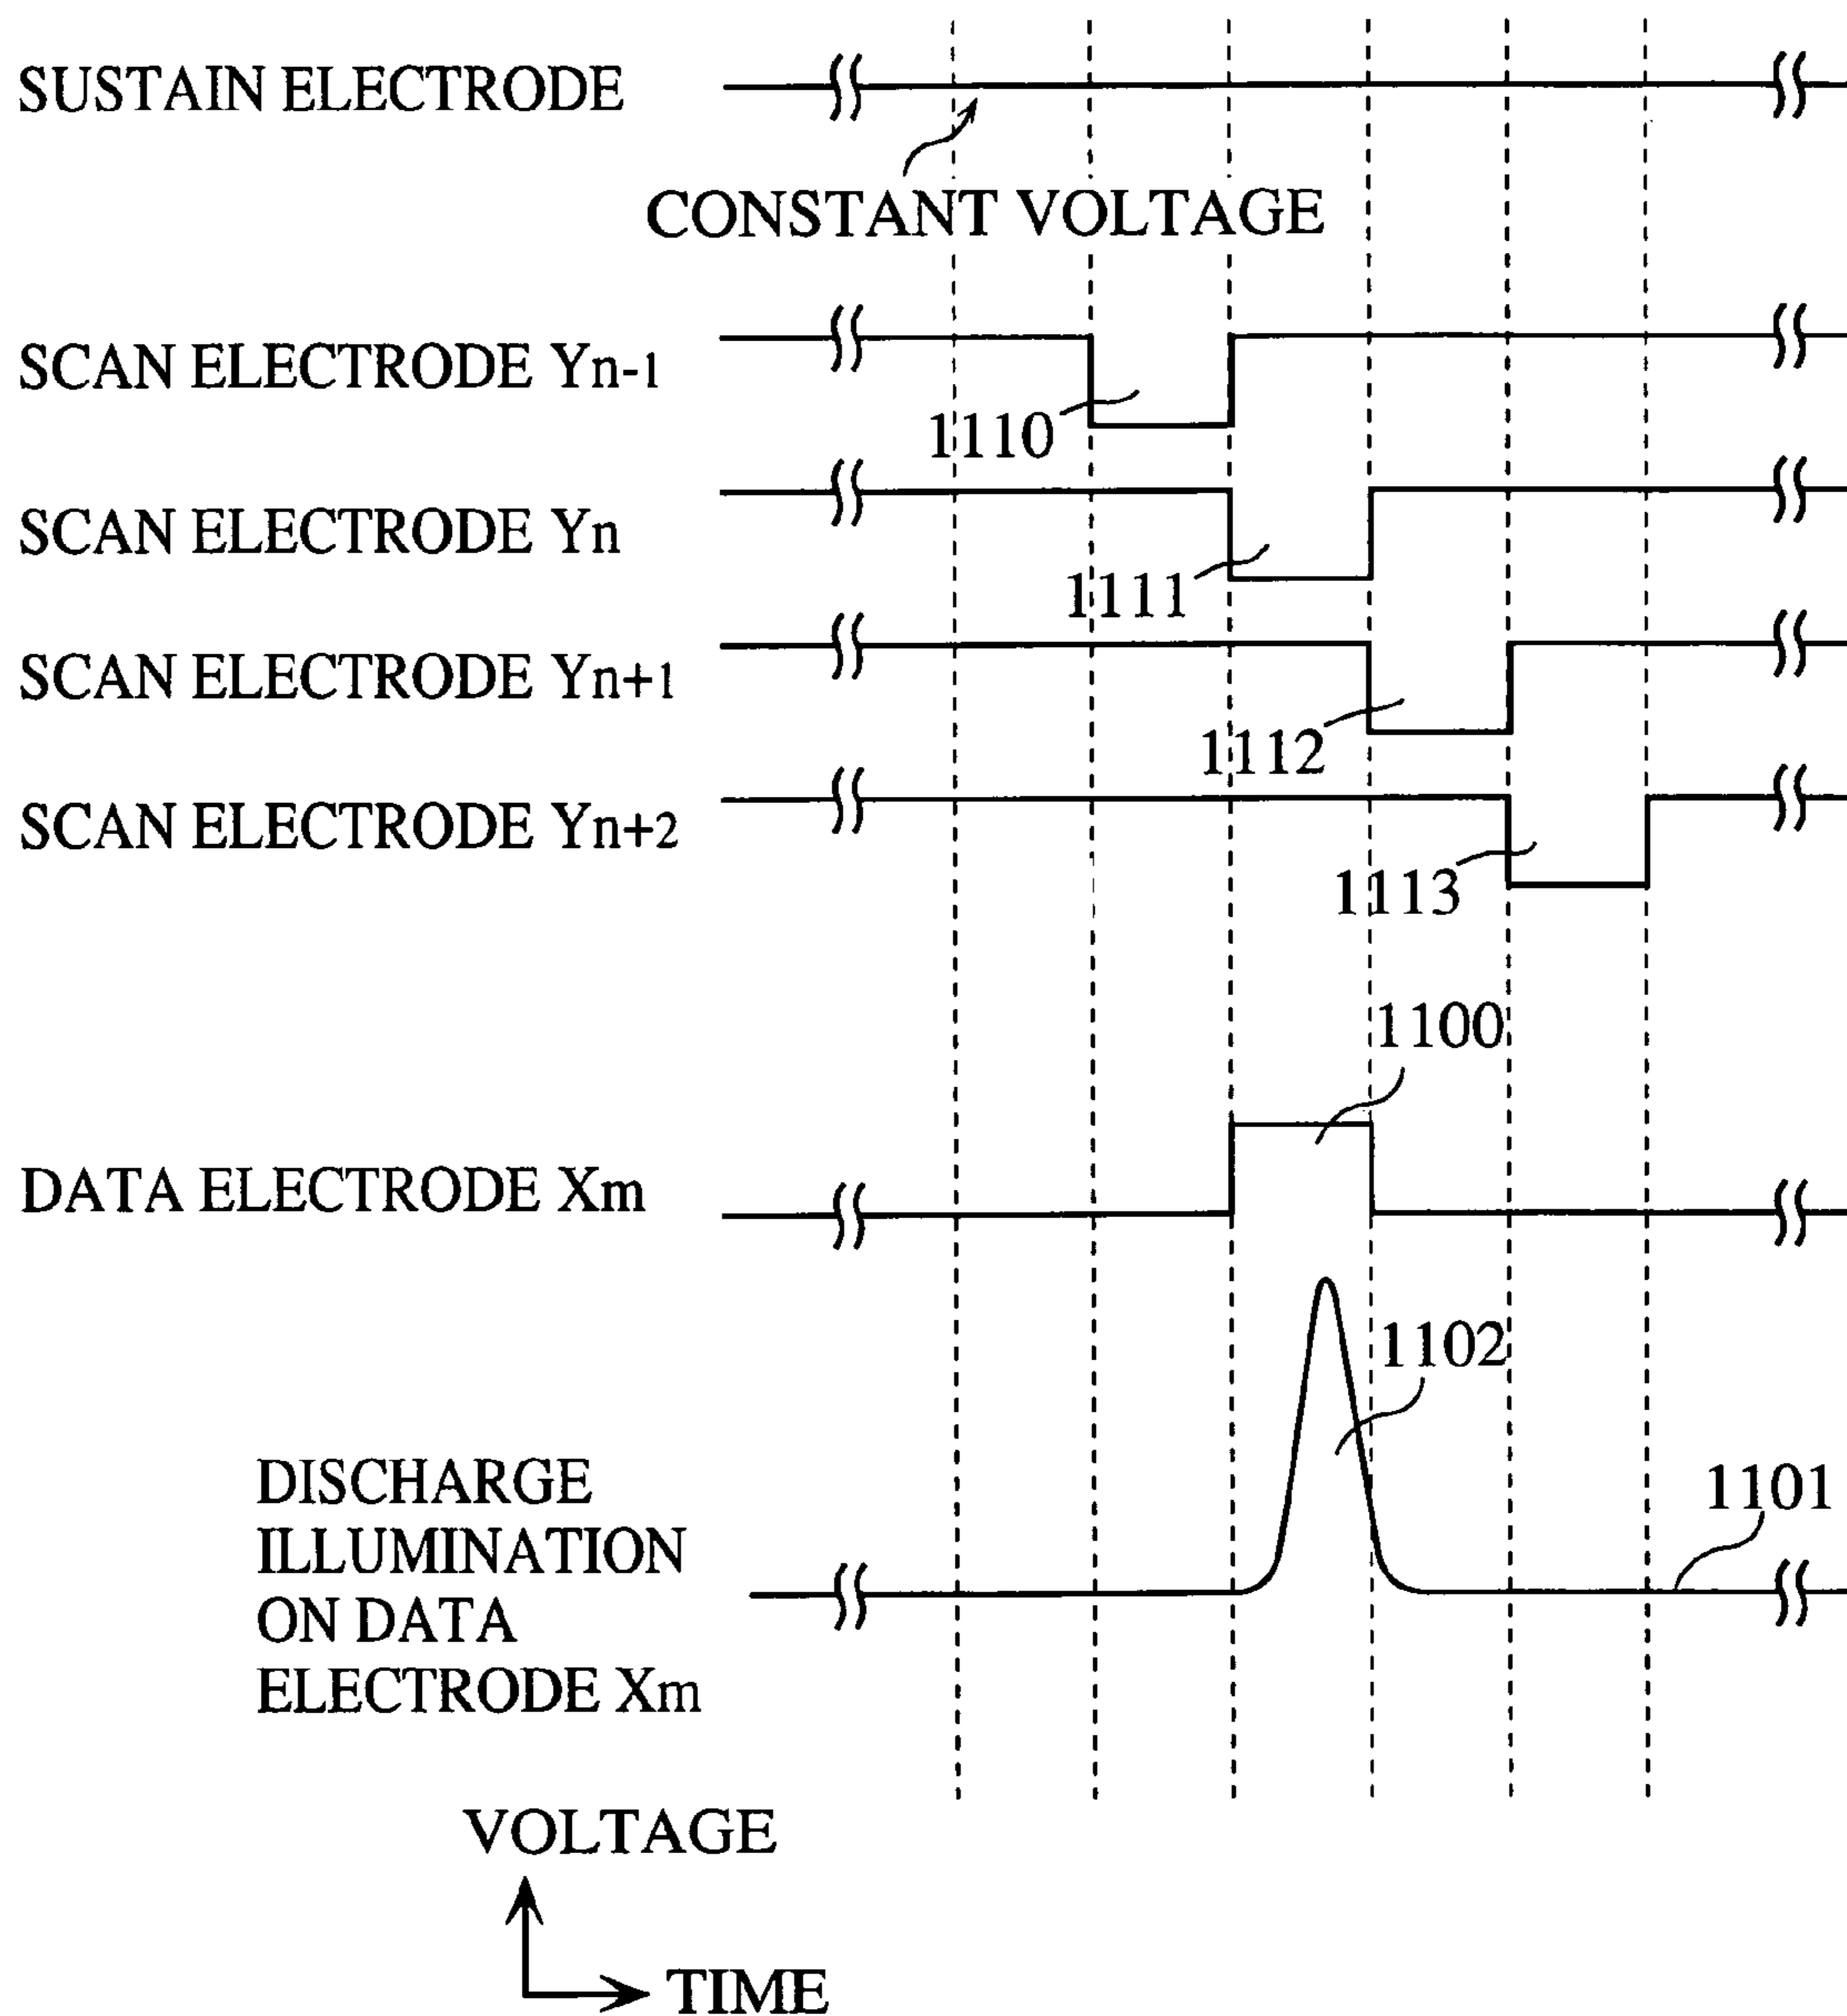 SUSTAIN ELECTRODE
CONSTANT VOLTAGE
SCAN ELECTRODE Yn-1
1110
SCAN ELECTRODE Yn
1111
SCAN ELECTRODE Yn+1
1112
SCAN ELECTRODE Yn+2
1113
1100
DATA ELECTRODE Xm
1102
DISCHARGE
ILLUMINATION
ON DATA
ELECTRODE Xm
1101
VOLTAGE
TIME